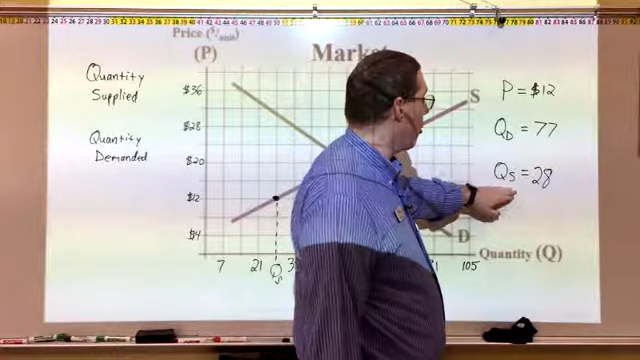 Price ($/
(P)
Market
Quantity
Supplied
Quantity
Demanded
$36
$28
$20
$12
$4
S
D
P = $12
QD = 77
Qs = 28
Quantity (Q)
7
21
Qs
105